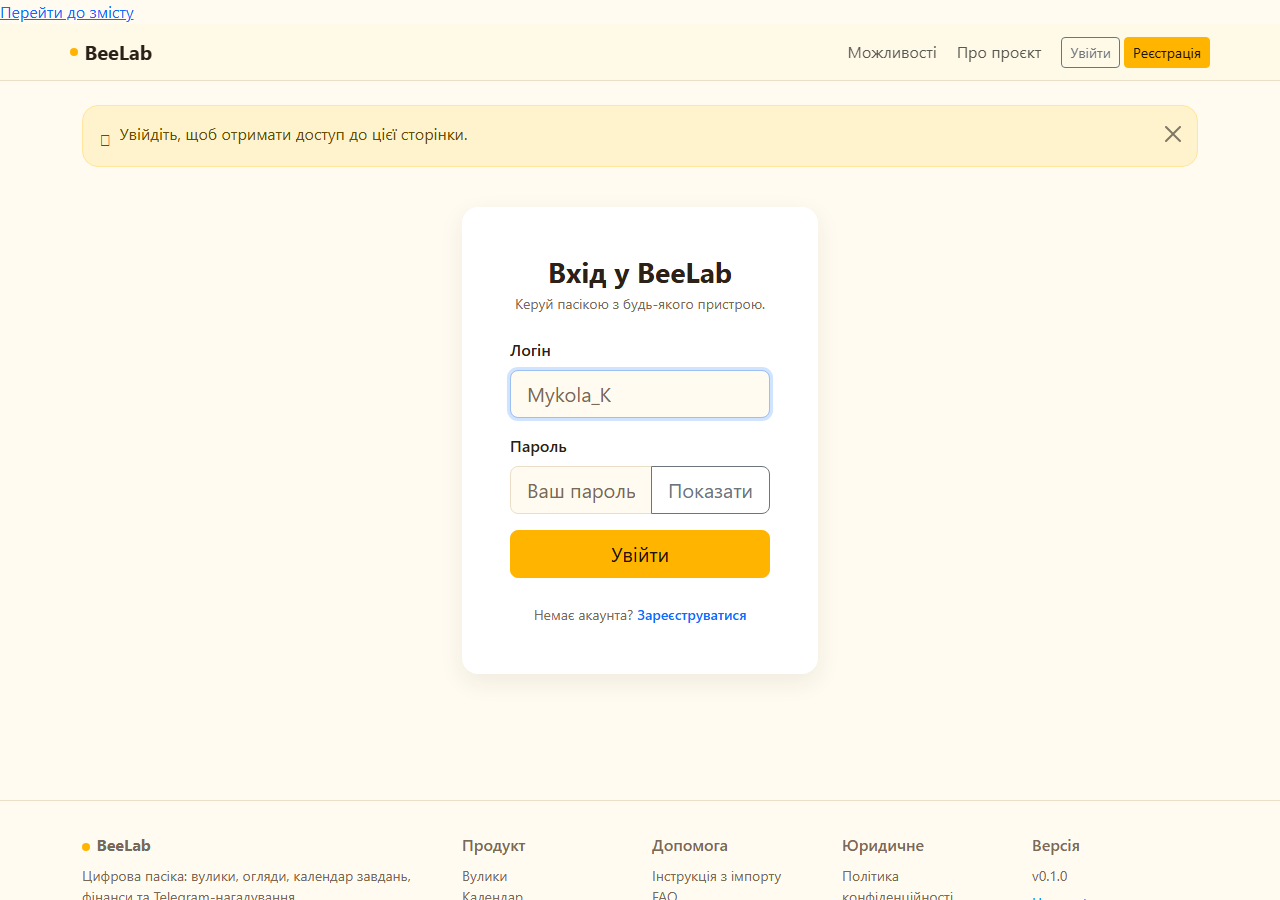 Перейти до змісту
BeeLab
Можливості
Про проєкт
Увійти
Реєстрація
Увійдіть, щоб отримати доступ до цієї сторінки.
Вхід у BeeLab
Керуй пасікою з будь-якого пристрою.
Логін
Mykola_K
Пароль
Ваш пароль
Показати
Увійти
Немає акаунта? Зареєструватися
BeeLab
Цифрова пасіка: вулики, огляди, календар завдань,
фінанси та Telegram-нагадування
Продукт
Вулики
Календар
Допомога
Інструкція з імпорту
FAQ
Юридичне
Політика
конфіденційності
Версія
v0.1.0